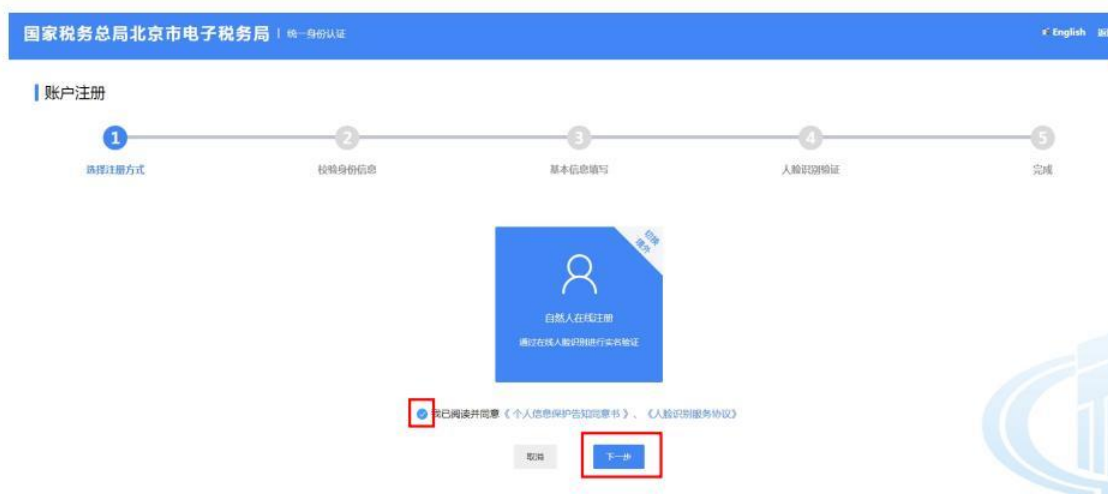 国家税务总局北京市电子税务局 | 统一身份认证
English
账户注册
1 2 3 4 5
选择注册方式 校验身份信息 基本信息填写 人脸识别验证 完成
切换
境外
自然人在线注册
通过在线人脸识别进行实名验证
我已阅读并同意《个人信息保护告知同意书》、《人脸识别服务协议》
取消 下一步